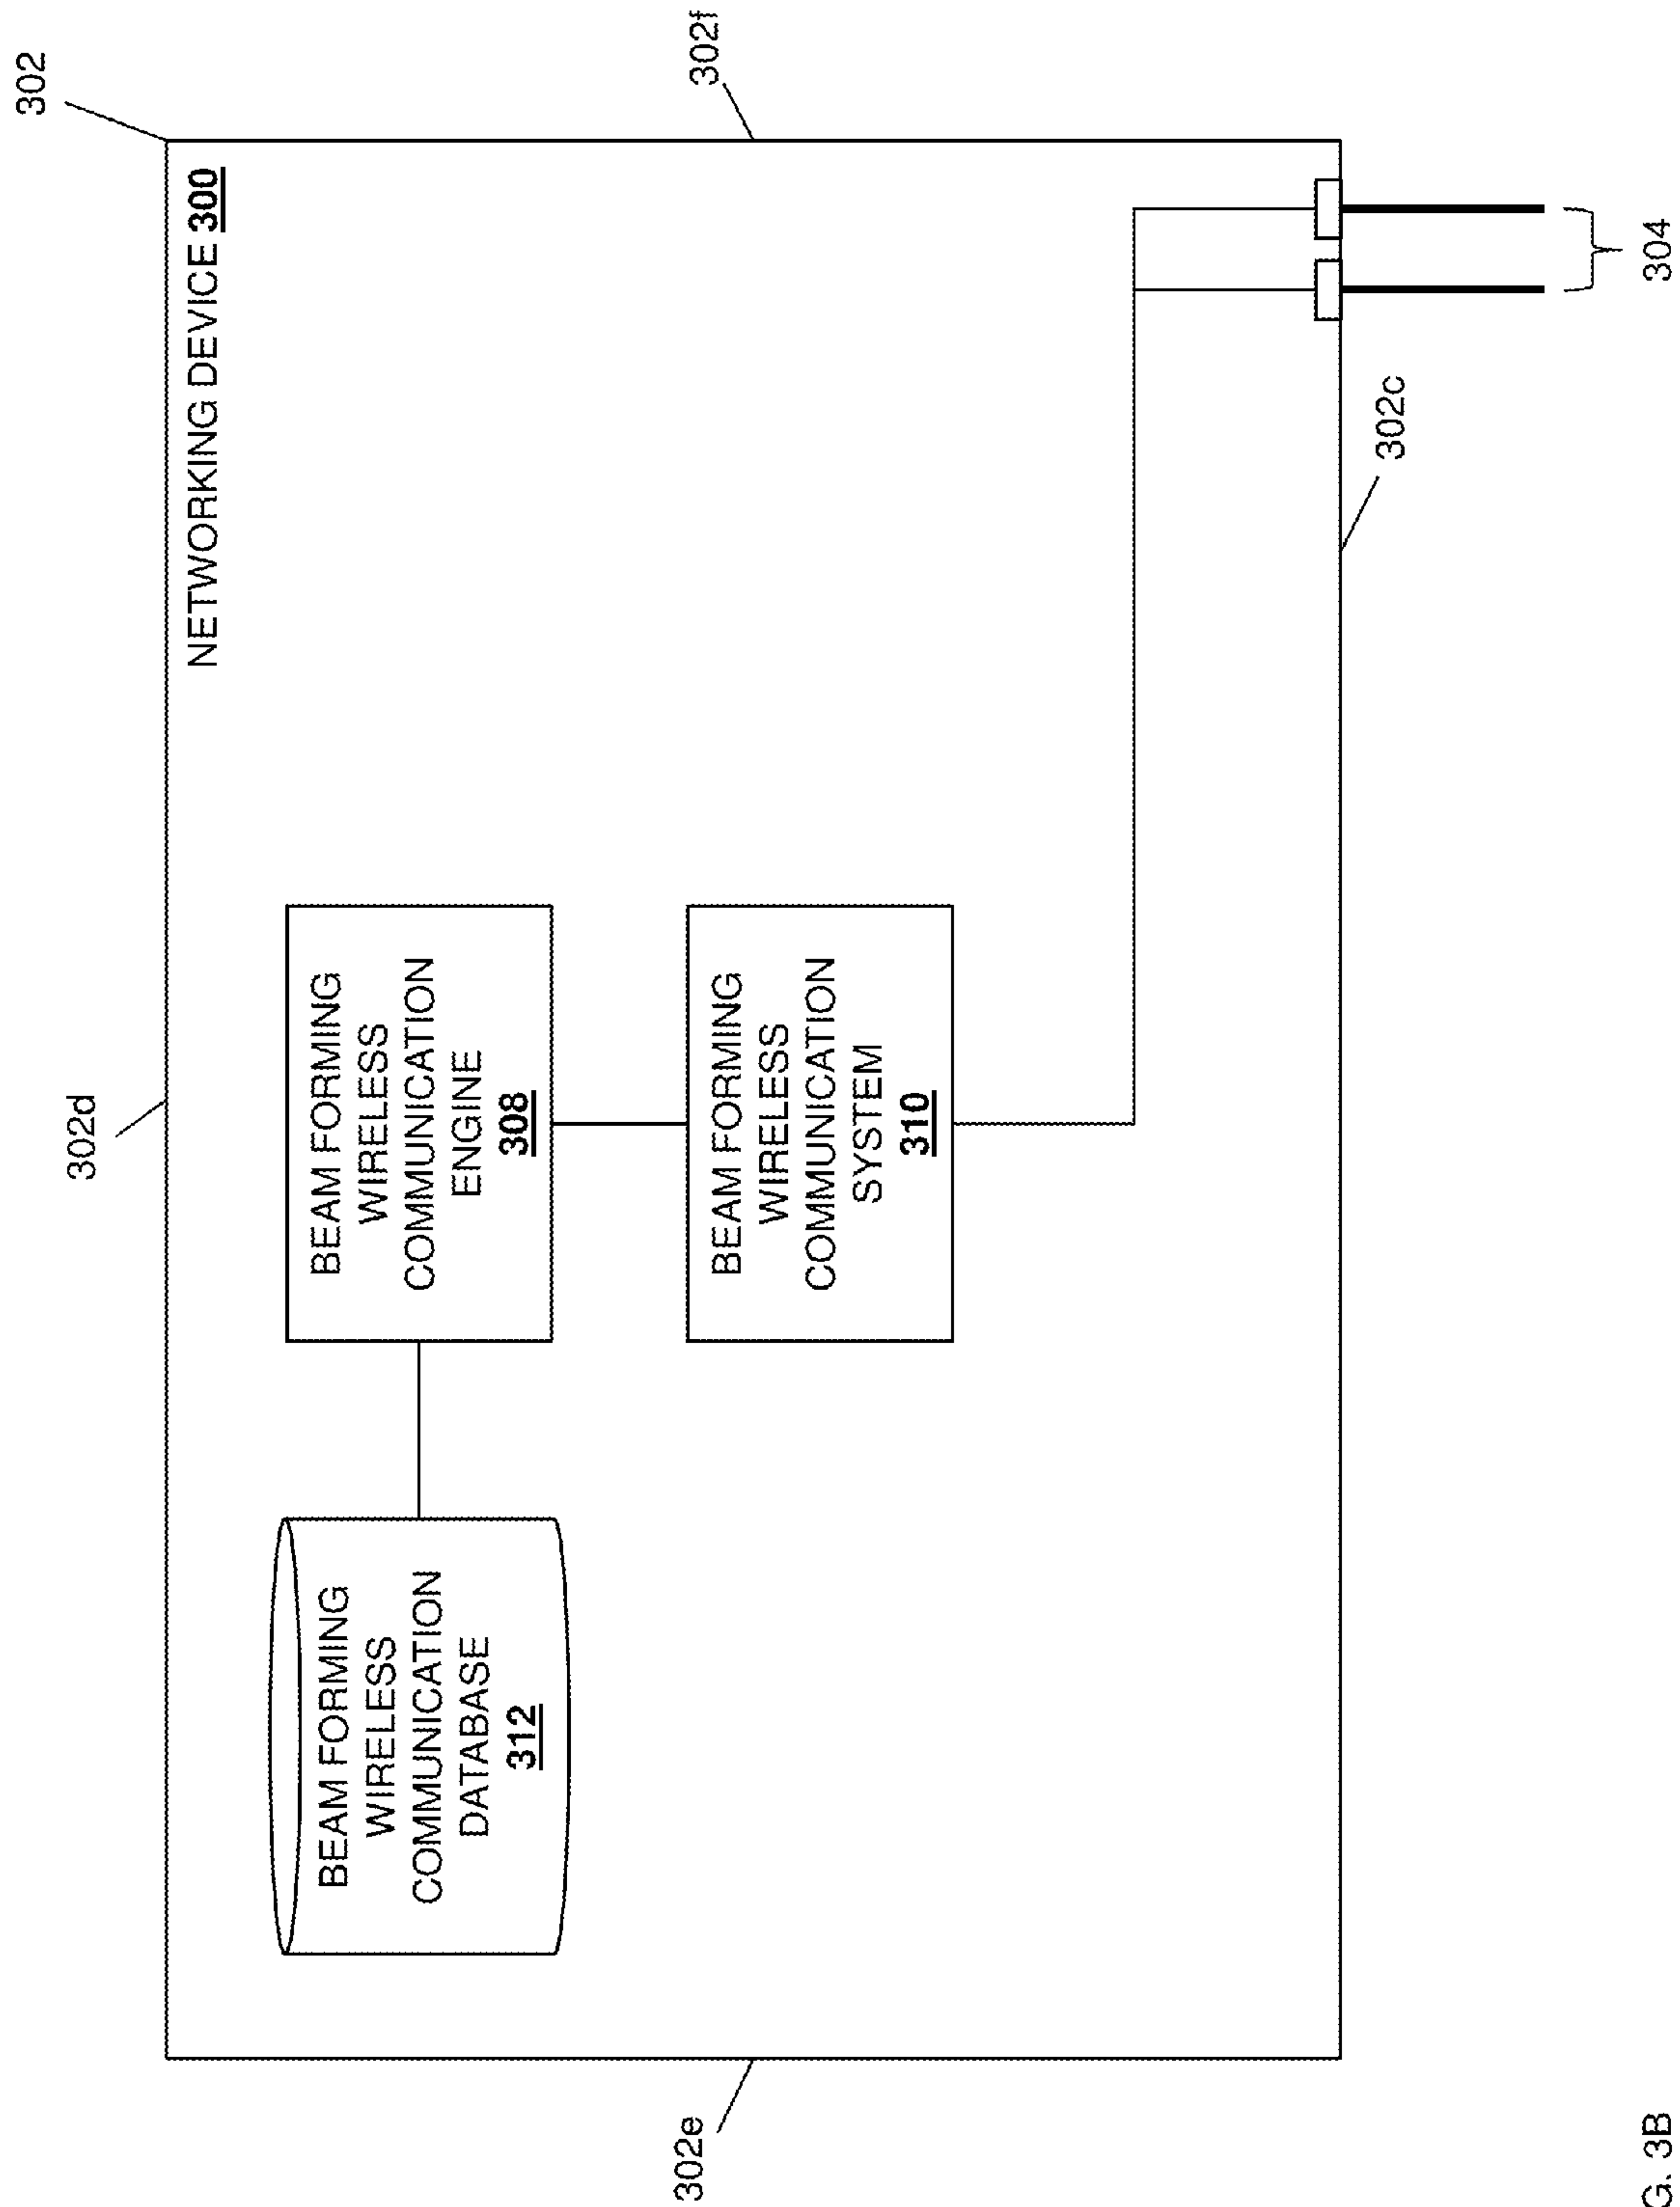 302
302d
NETWORKING DEVICE 300
BEAM FORMING
WIRELESS
COMMUNICATION
DATABASE
312
BEAM FORMING
WIRELESS
COMMUNICATION
ENGINE
308
BEAM FORMING
WIRELESS
COMMUNICATION
SYSTEM
310
302e
302f
302c
304
G. 3B